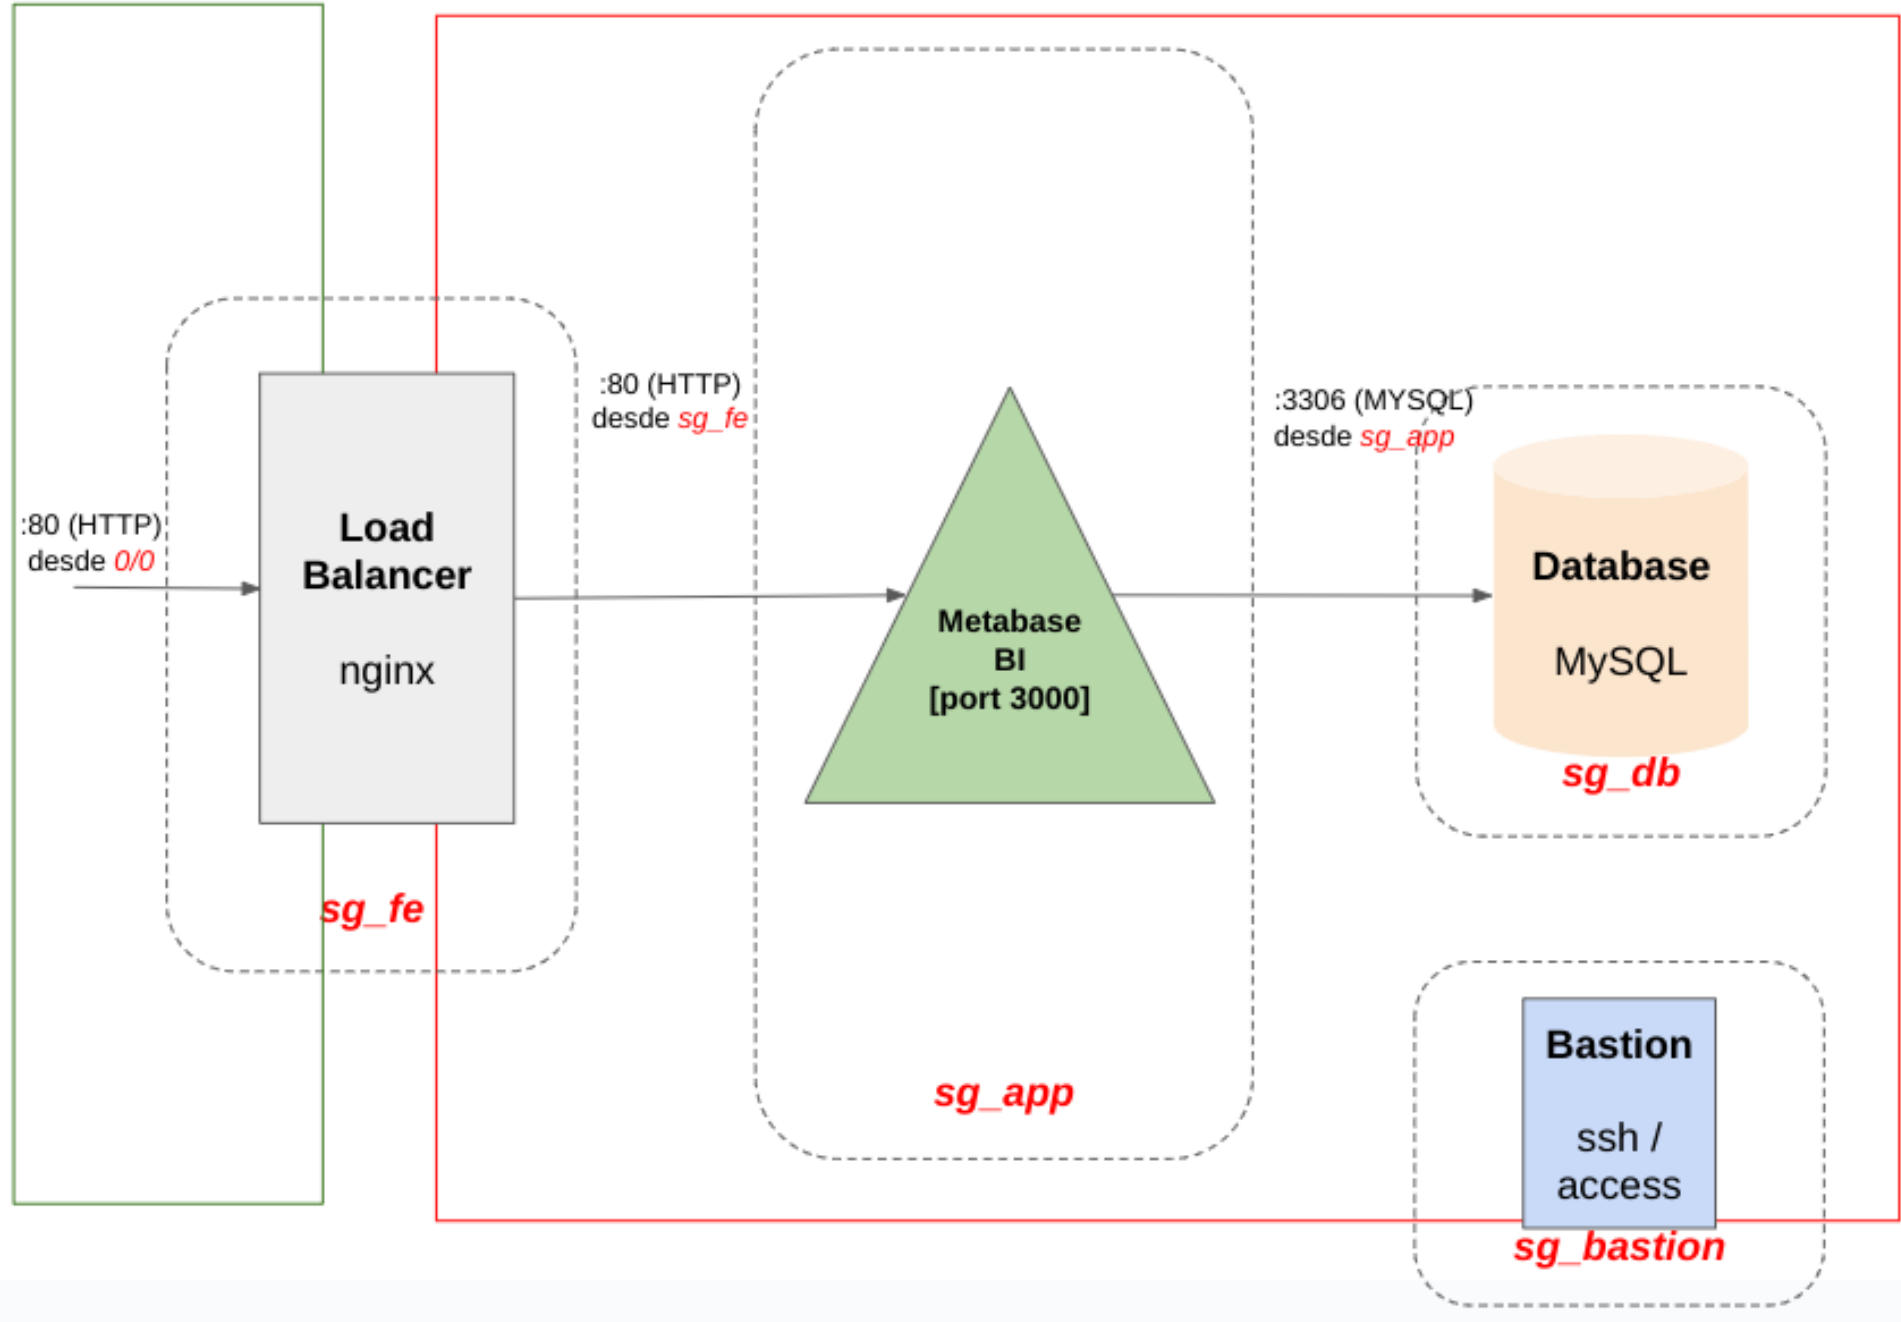 :80 (HTTP)
desde 0/0
Load
Balancer
nginx
sg_fe
:80 (HTTP)
desde sg_fe
Metabase
BI
[port 3000]
sg_app
:3306 (MYSQL)
desde sg_app
Database
MySQL
sg_db
Bastion
ssh /
access
sg_bastion